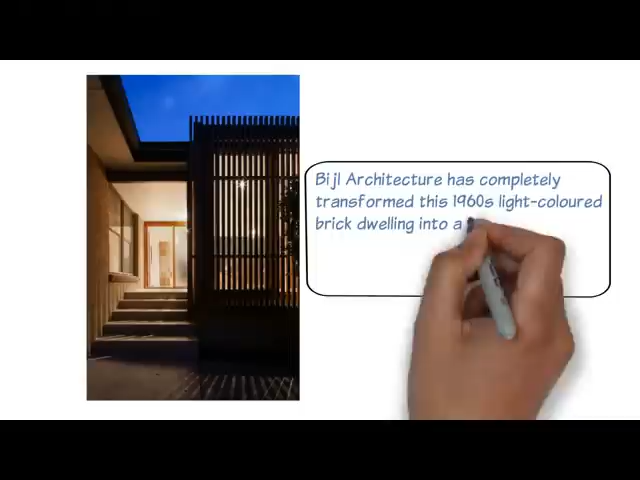 Bijl Architecture has completely
transformed this 1960s light-coloured
brick dwelling into a